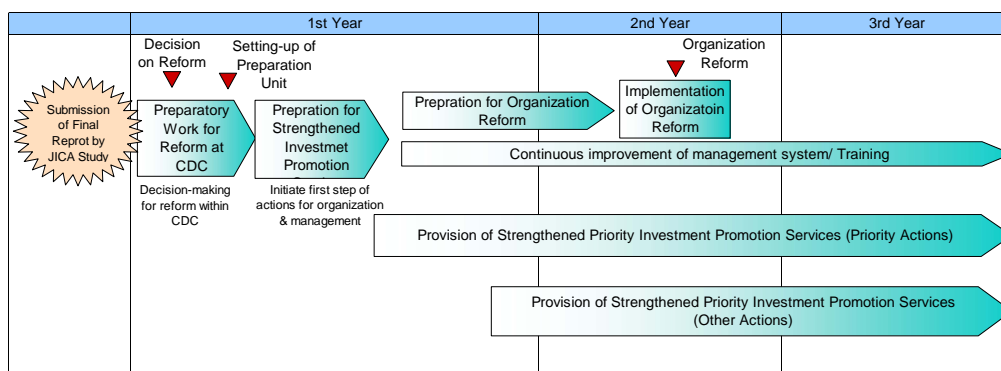 1st Year
2nd Year
3rd Year
Decision
on Reform
Setting-up of
Preparation
Unit
Organization
Reform
Submission
of Final
Reprot by
JICA Study
Preparatory
Work for
Reform at
CDC
Prepration for
Strengthened
Investmet
Promotion
Prepration for Organization
Reform
Implementation
of Organizatoin
Reform
Continuous improvement of management system/ Training
Decision-making
for reform within
CDC
Initiate first step of
actions for organization
& management
Provision of Strengthened Priority Investment Promotion Services (Priority Actions)
Provision of Strengthened Priority Investment Promotion Services
(Other Actions)